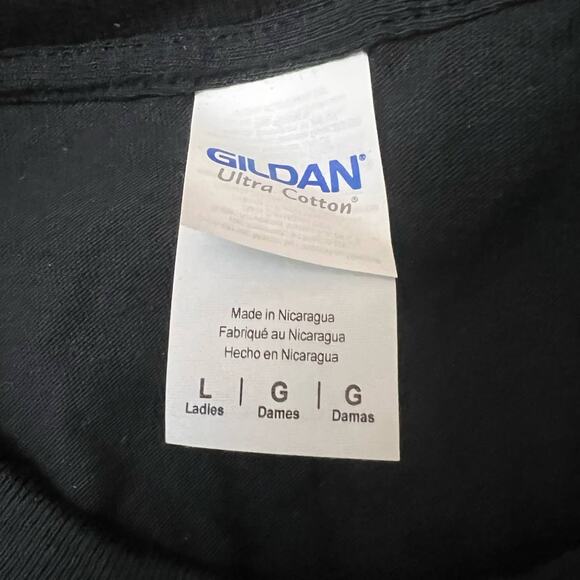 GILDAN®
Ultra Cotton®
Made in Nicaragua
Fabriqué au Nicaragua
Hecho en Nicaragua
L | G | G
Ladies Dames Damas